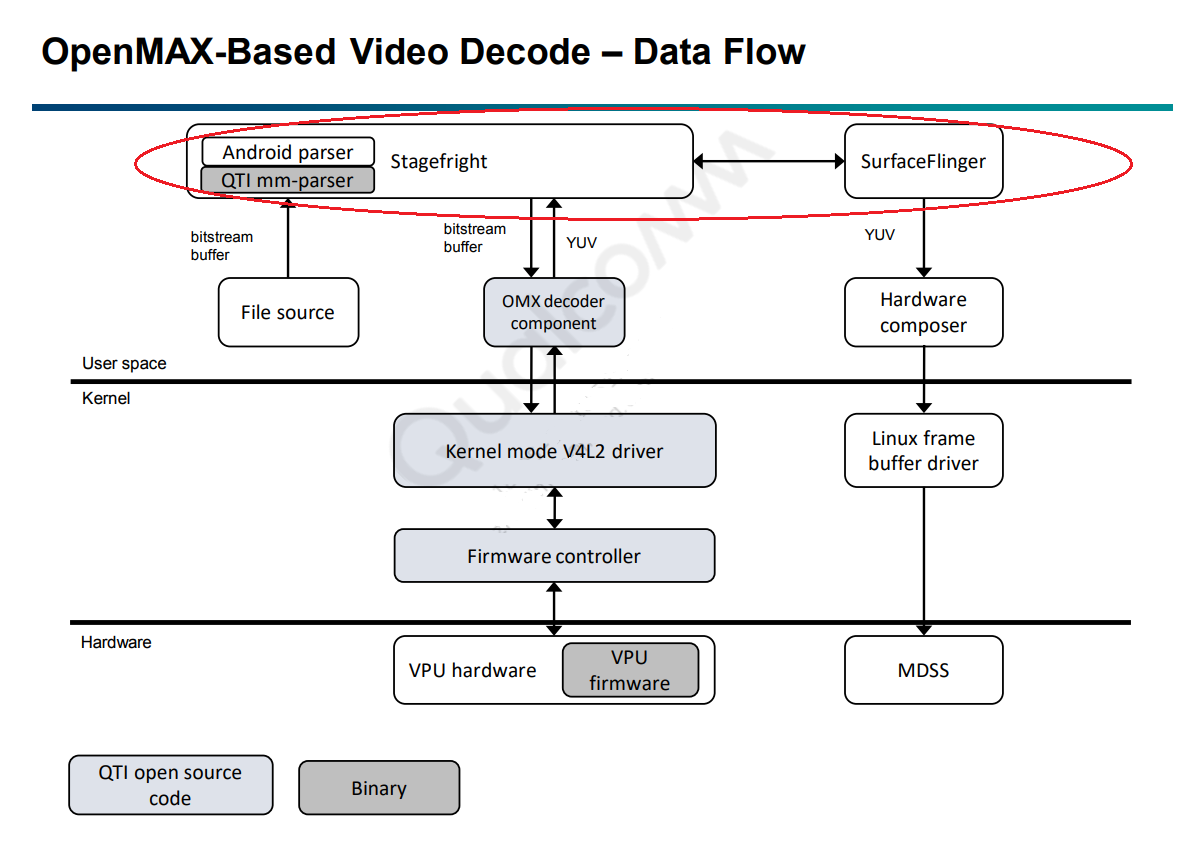 OpenMAX-Based Video Decode – Data Flow
Android parser
QTI mm-parser
Stagefright
SurfaceFlinger
bitstream
buffer
bitstream
buffer
YUV
YUV
File source
OMX decoder
component
Hardware
composer
User space
Kernel
Kernel mode V4L2 driver
Linux frame
buffer driver
Firmware controller
Hardware
VPU hardware
VPU
firmware
MDSS
QTI open source
code
Binary
Qualcomm